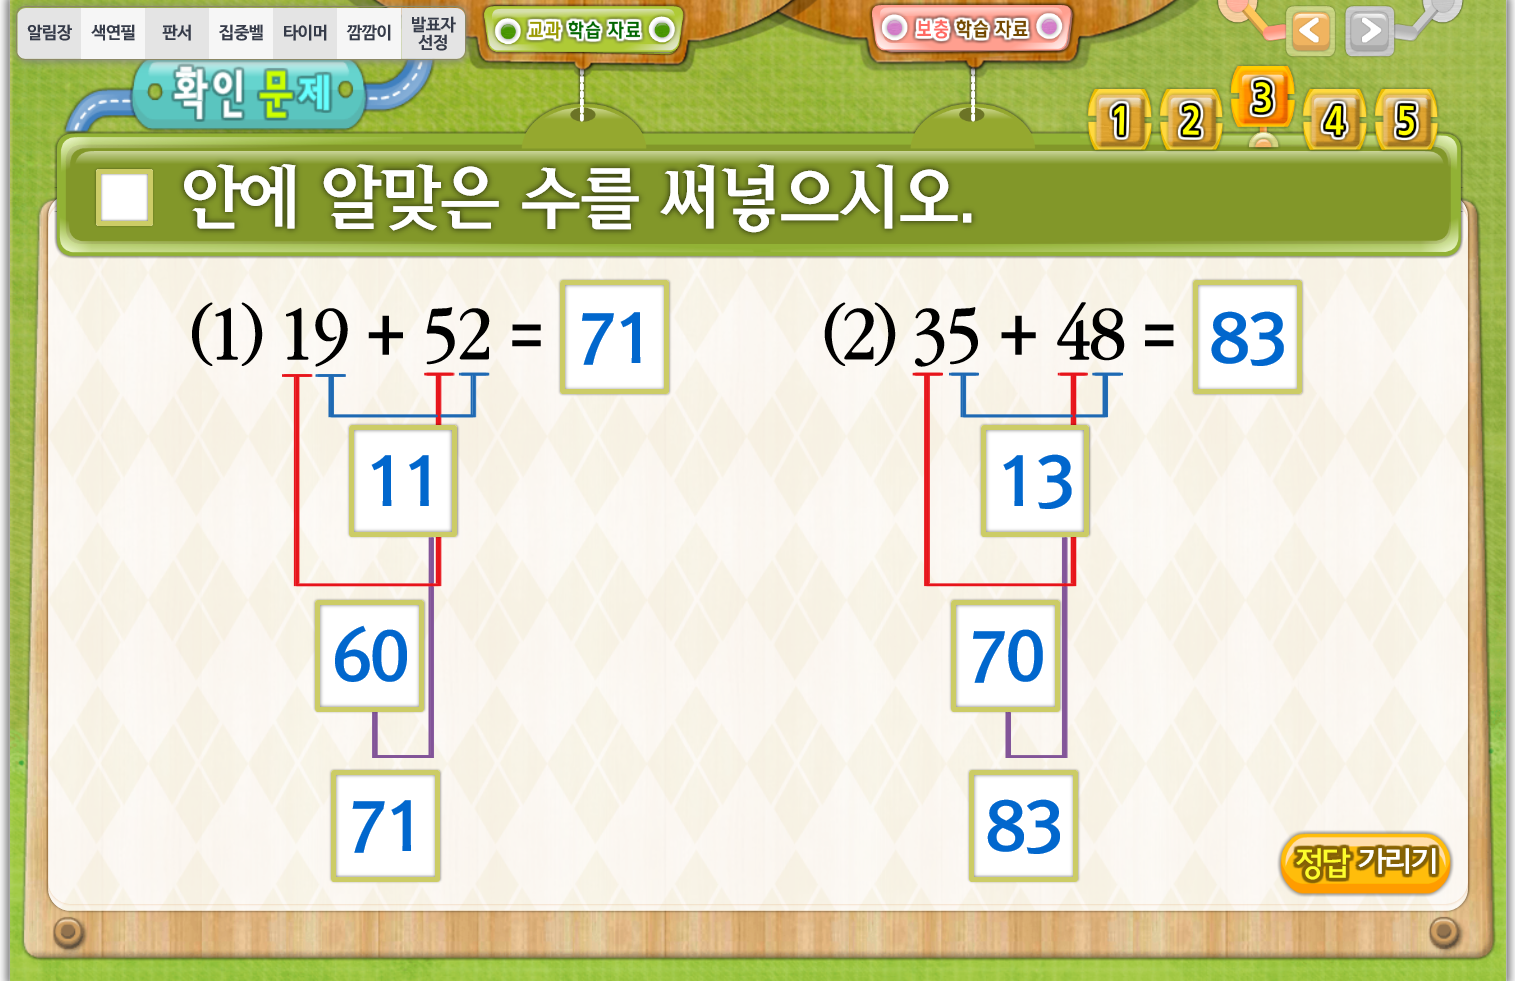 알림장 색연필 판서 집중벨 타이머 깜깜이 발표자 선정
교과 학습 자료
보충 학습 자료
< >
확인 문제
1 2 3 4 5
□ 안에 알맞은 수를 써넣으시오.
(1) 19 + 52 = 71
11
60
71
(2) 35 + 48 = 83
13
70
83
정답 가리기